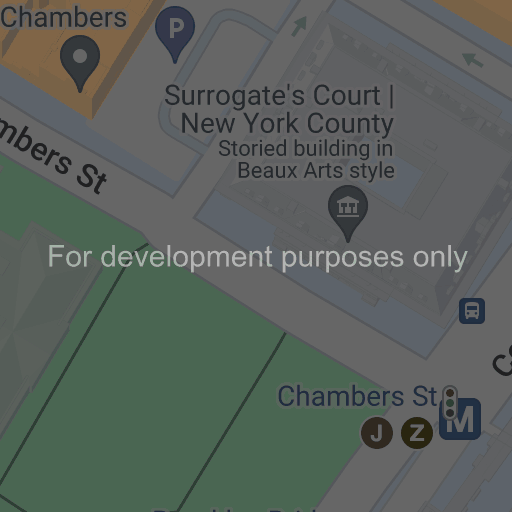 Chambers
P
Surrogate's Court |
New York County
Storied building in
Beaux Arts style
mbers St
For development purposes only
Chambers St
J Z M